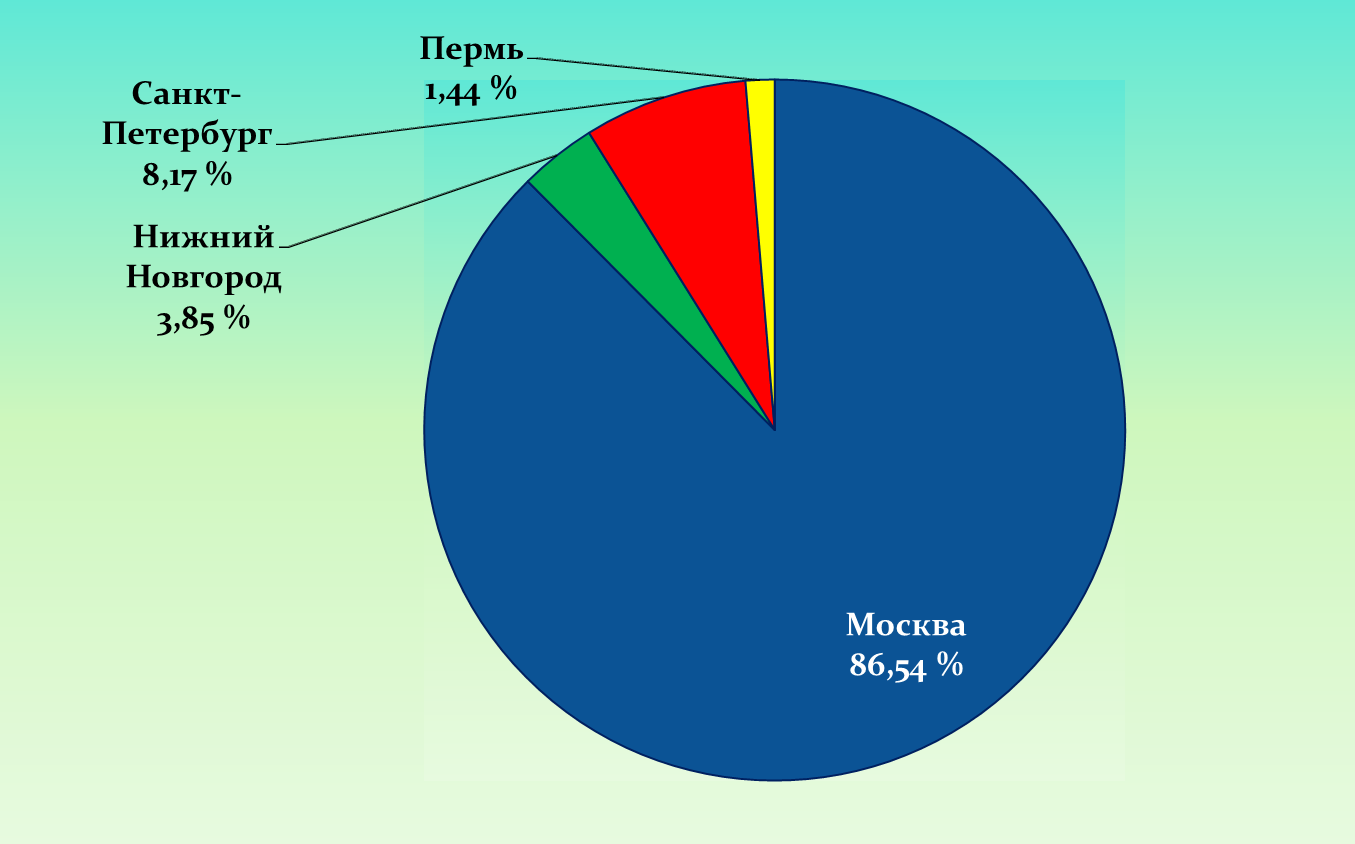 Пермь
1,44 %
Санкт-
Петербург
8,17 %
Нижний
Новгород
3,85 %
Москва
86,54 %